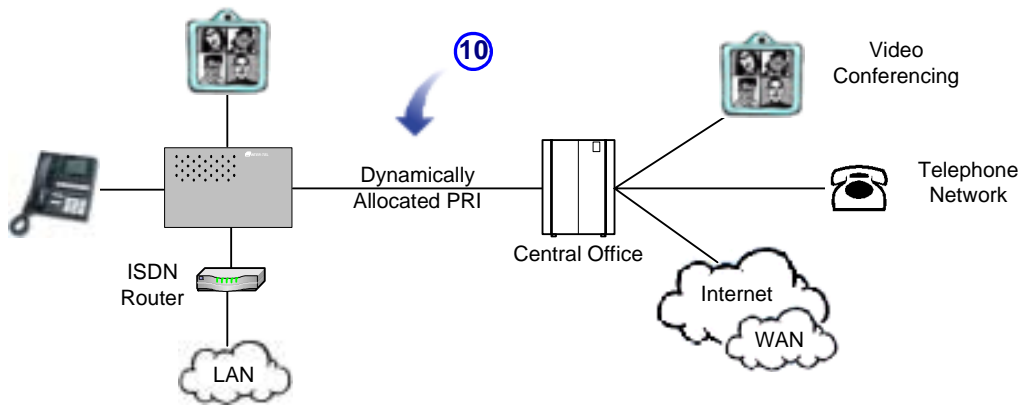 10
Video
Conferencing
Dynamically
Allocated PRI
Telephone
Network
Central Office
ISDN
Router
Internet
WAN
LAN